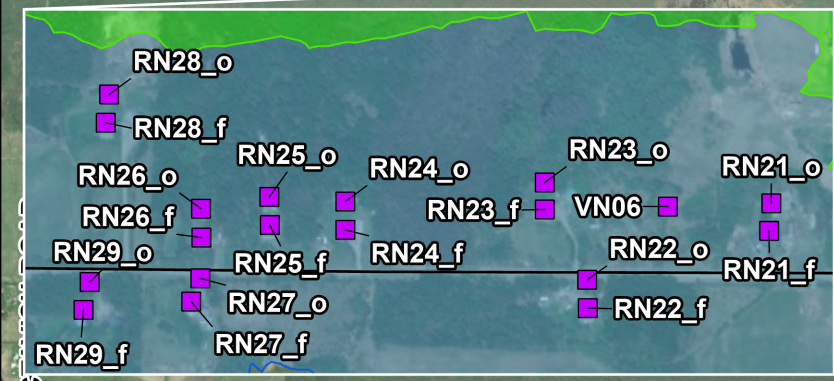 RN28_o
RN28_f
RN25_o
RN26_o
RN24_o
RN23_o
RN21_o
RN26_f
RN23_f
VN06
RN29_o
RN25_f
RN24_f
RN22_o
RN21_f
RN27_o
RN22_f
RN29_f
RN27_f